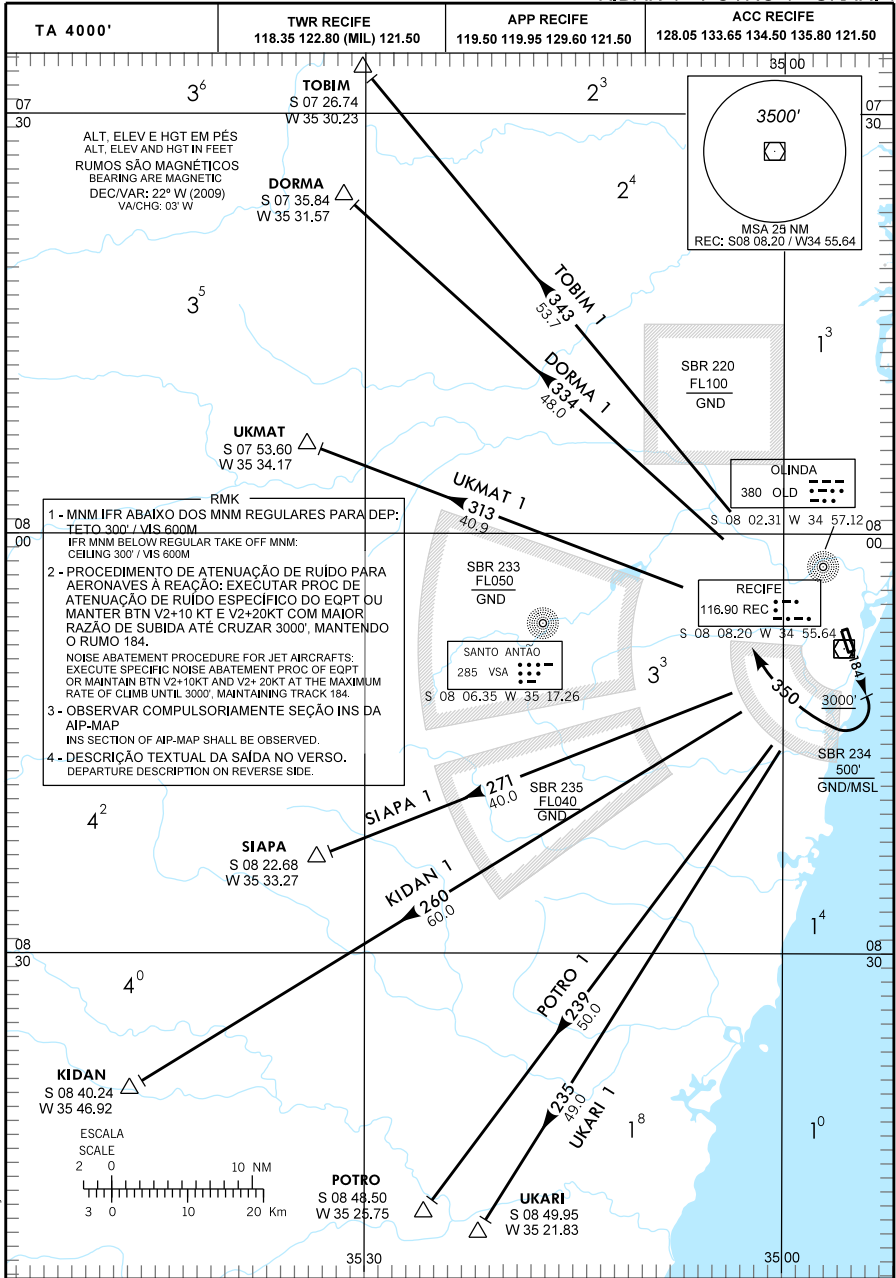 TA 4000'
TWR RECIFE
118.35 122.80 (MIL) 121.50
APP RECIFE
119.50 119.95 129.60 121.50
ACC RECIFE
128.05 133.65 134.50 135.80 121.50
35 00
07
30
3⁶
TOBIM
S 07 26.74
W 35 30.23
2³
07
30
ALT, ELEV E HGT EM PÉS
ALT, ELEV AND HGT IN FEET
RUMOS SÃO MAGNÉTICOS
BEARING ARE MAGNETIC
DEC/VAR: 22º W (2009)
VA/CHG: 03' W
3500'
MSA 25 NM
REC: S08 08.20 / W34 55.64
DORMA
S 07 35.84
W 35 31.57
2⁴
3⁵
TOBIM 1
343
53.7
1³
DORMA 1
334
48.0
SBR 220
FL100
GND
UKMAT
S 07 53.60
W 35 34.17
UKMAT 1
313
40.9
OLINDA
380 OLD
S 08 02.31 W 34 57.12
08
00
08
00
RMK
1 - MNM IFR ABAIXO DOS MNM REGULARES PARA DEP:
TETO 300' / VIS 600M
IFR MNM BELOW REGULAR TAKE OFF MNM:
CEILING 300' / VIS 600M
2 - PROCEDIMENTO DE ATENUAÇÃO DE RUÍDO PARA
AERONAVES À REAÇÃO: EXECUTAR PROC DE
ATENUAÇÃO DE RUÍDO ESPECÍFICO DO EQPT OU
MANTER BTN V2+10 KT E V2+20KT COM MAIOR
RAZÃO DE SUBIDA ATÉ CRUZAR 3000', MANTENDO
O RUMO 184.
NOISE ABATEMENT PROCEDURE FOR JET AIRCRAFTS:
EXECUTE SPECIFIC NOISE ABATEMENT PROC OF EQPT
OR MAINTAIN BTN V2+10KT AND V2+ 20KT AT THE MAXIMUM
RATE OF CLIMB UNTIL 3000', MAINTAINING TRACK 184.
3 - OBSERVAR COMPULSORIAMENTE SEÇÃO INS DA
AIP-MAP
INS SECTION OF AIP-MAP SHALL BE OBSERVED.
4 - DESCRIÇÃO TEXTUAL DA SAÍDA NO VERSO.
DEPARTURE DESCRIPTION ON REVERSE SIDE.
SBR 233
FL050
GND
SANTO ANTÃO
285 VSA
S 08 06.35 W 35 17.26
3³
RECIFE
116.90 REC
S 08 08.20 W 34 55.64
184
350
3000'
SBR 234
500'
GND/MSL
SBR 235
FL040
GND
4²
SIAPA 1
271
40.0
SIAPA
S 08 22.68
W 35 33.27
KIDAN 1
260
60.0
1⁴
08
30
08
30
4⁰
POTRO 1
239
50.0
KIDAN
S 08 40.24
W 35 46.92
235
49.0
UKARI 1
1⁸
1⁰
ESCALA
SCALE
2 0 10 NM
3 0 10 20 Km
POTRO
S 08 48.50
W 35 25.75
UKARI
S 08 49.95
W 35 21.83
35 30
35 00